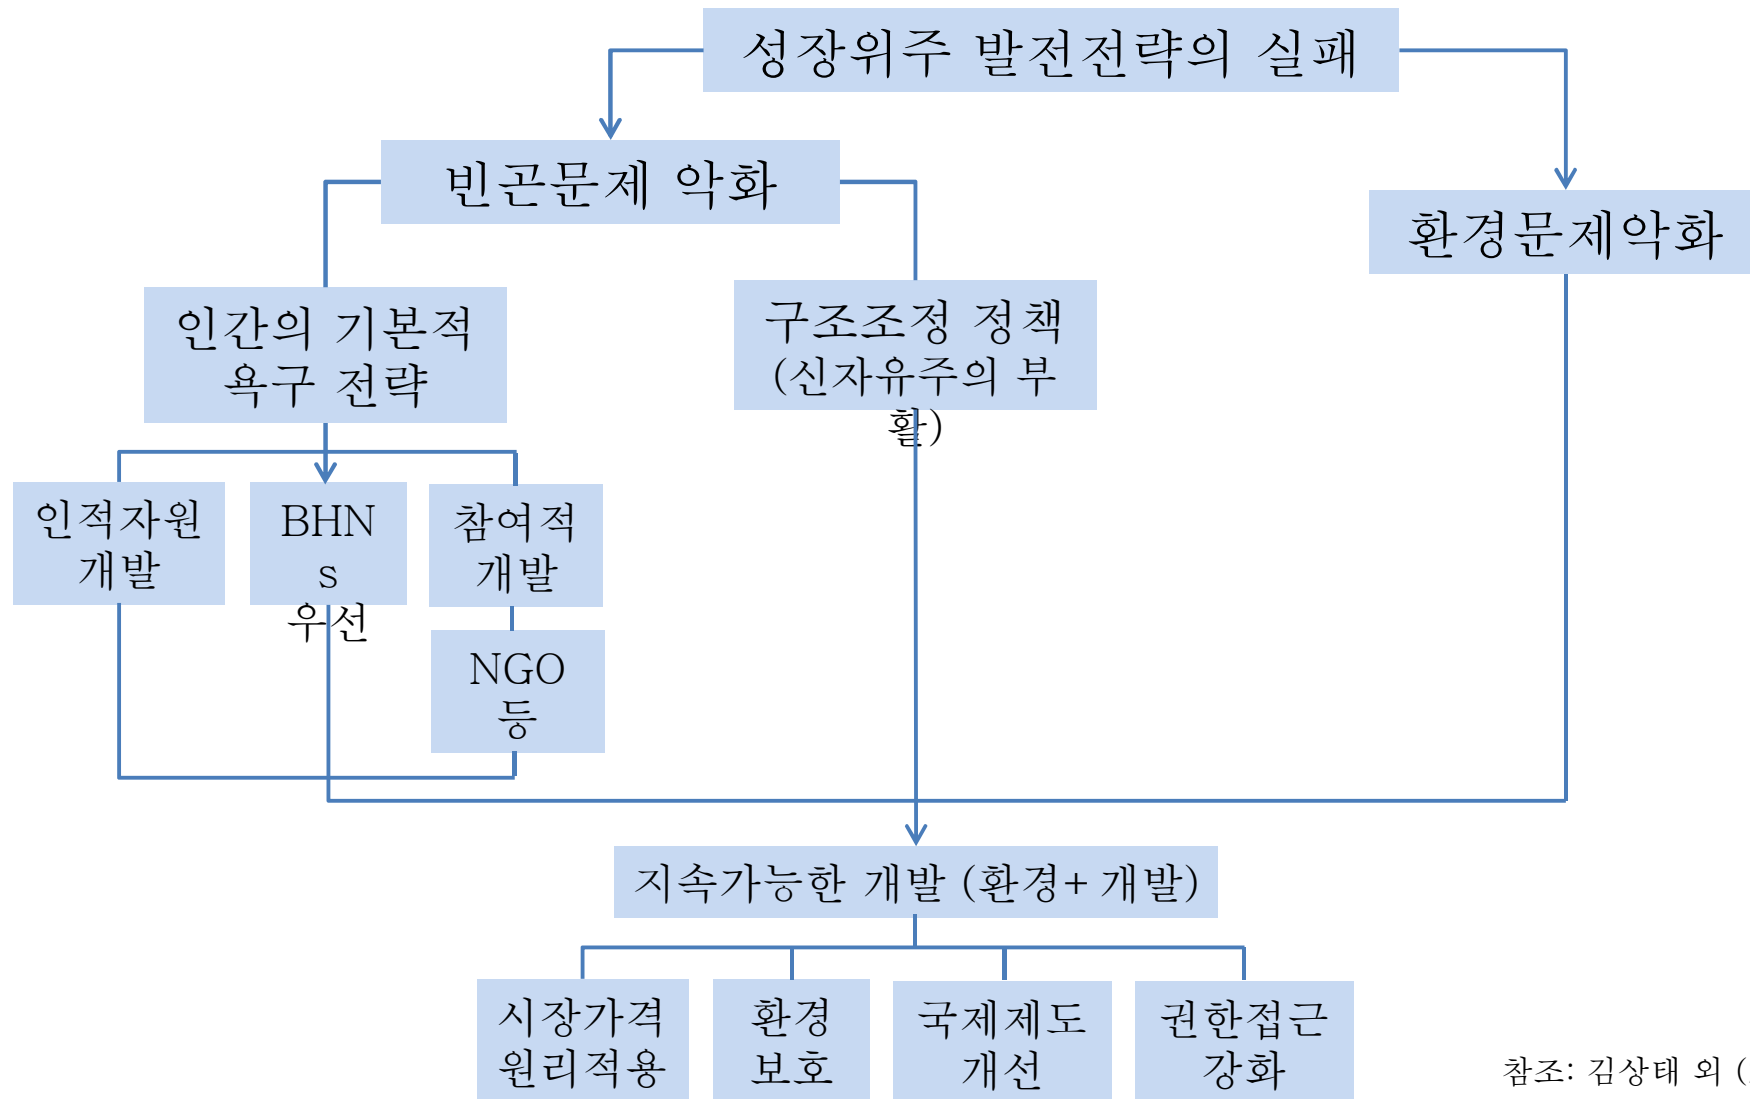 성장위주 발전전략의 실패
빈곤문제 악화
환경문제악화
인간의 기본적
욕구 전략
구조조정 정책
(신자유주의 부
활)
인적자원
개발
BHN
s
우선
참여적
개발
NGO
등
지속가능한 개발 (환경+ 개발)
시장가격
원리적용
환경
보호
국제제도
개선
권한접근
강화
참조: 김상태 외 (